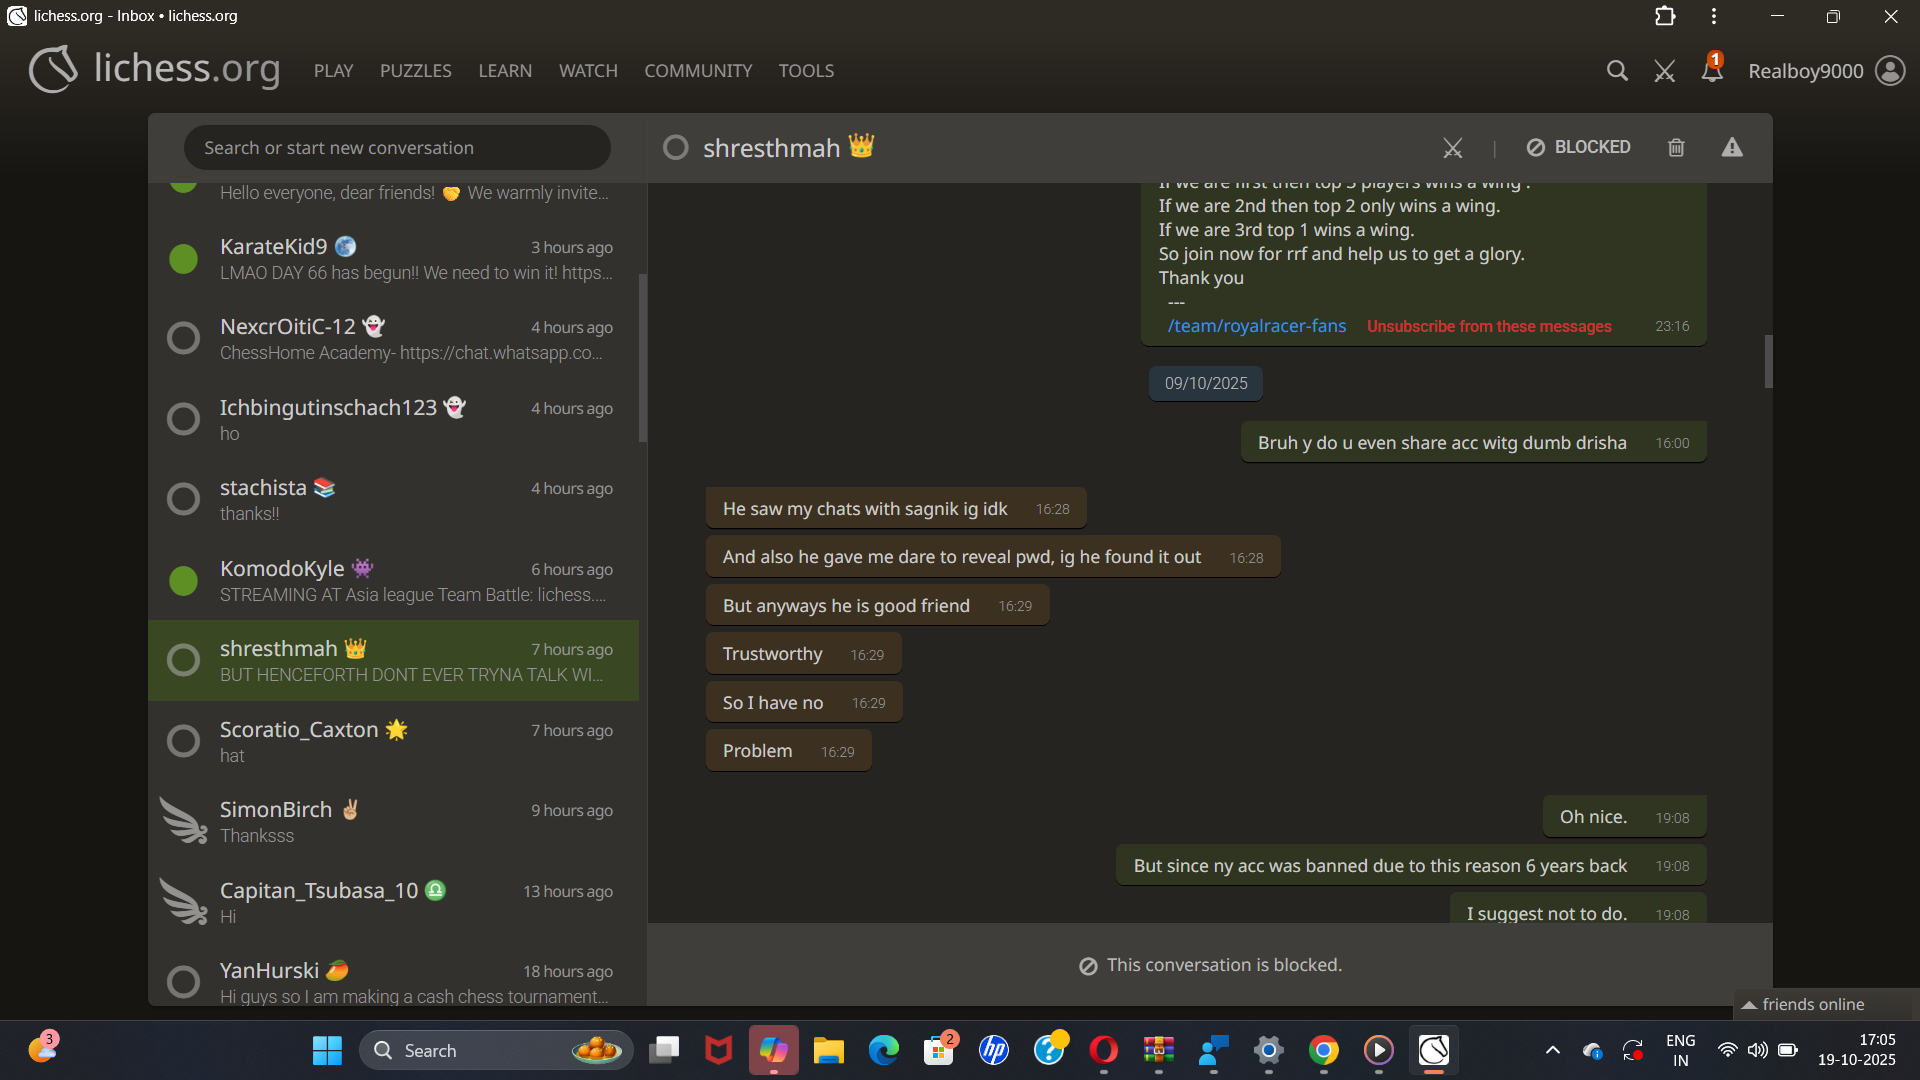 lichess.org - Inbox • lichess.org
lichess.org
PLAY PUZZLES LEARN WATCH COMMUNITY TOOLS
1
Realboy9000
Search or start new conversation
Hello everyone, dear friends! 🤝 We warmly invite...
KarateKid9 3 hours ago
LMAO DAY 66 has begun!! We need to win it! https...
NexcrOitiC-12 👻 4 hours ago
ChessHome Academy- https://chat.whatsapp.co...
Ichbingutinschach123 👻 4 hours ago
ho
stachista 📚 4 hours ago
thanks!!
KomodoKyle 👾 6 hours ago
STREAMING AT Asia league Team Battle: lichess....
shresthmah 👑 7 hours ago
BUT HENCEFORTH DONT EVER TRYNA TALK WI...
Scoratio_Caxton 🌟 7 hours ago
hat
SimonBirch ✌🏼 9 hours ago
Thanksss
Capitan_Tsubasa_10 ♎ 13 hours ago
Hi
YanHurski 🥭 18 hours ago
Hi guys so I am making a cash chess tournament...
shresthmah 👑
BLOCKED
If we are first then top 3 players wins a wing .
If we are 2nd then top 2 only wins a wing.
If we are 3rd top 1 wins a wing.
So join now for rrf and help us to get a glory.
Thank you
---
/team/royalracer-fans Unsubscribe from these messages 23:16
09/10/2025
Bruh y do u even share acc witg dumb drisha 16:00
He saw my chats with sagnik ig idk 16:28
And also he gave me dare to reveal pwd, ig he found it out 16:28
But anyways he is good friend 16:29
Trustworthy 16:29
So I have no 16:29
Problem 16:29
Oh nice. 19:08
But since ny acc was banned due to this reason 6 years back 19:08
I suggest not to do. 19:08
This conversation is blocked.
friends online
3
Search
2
hp
?
ENG
IN
17:05
19-10-2025